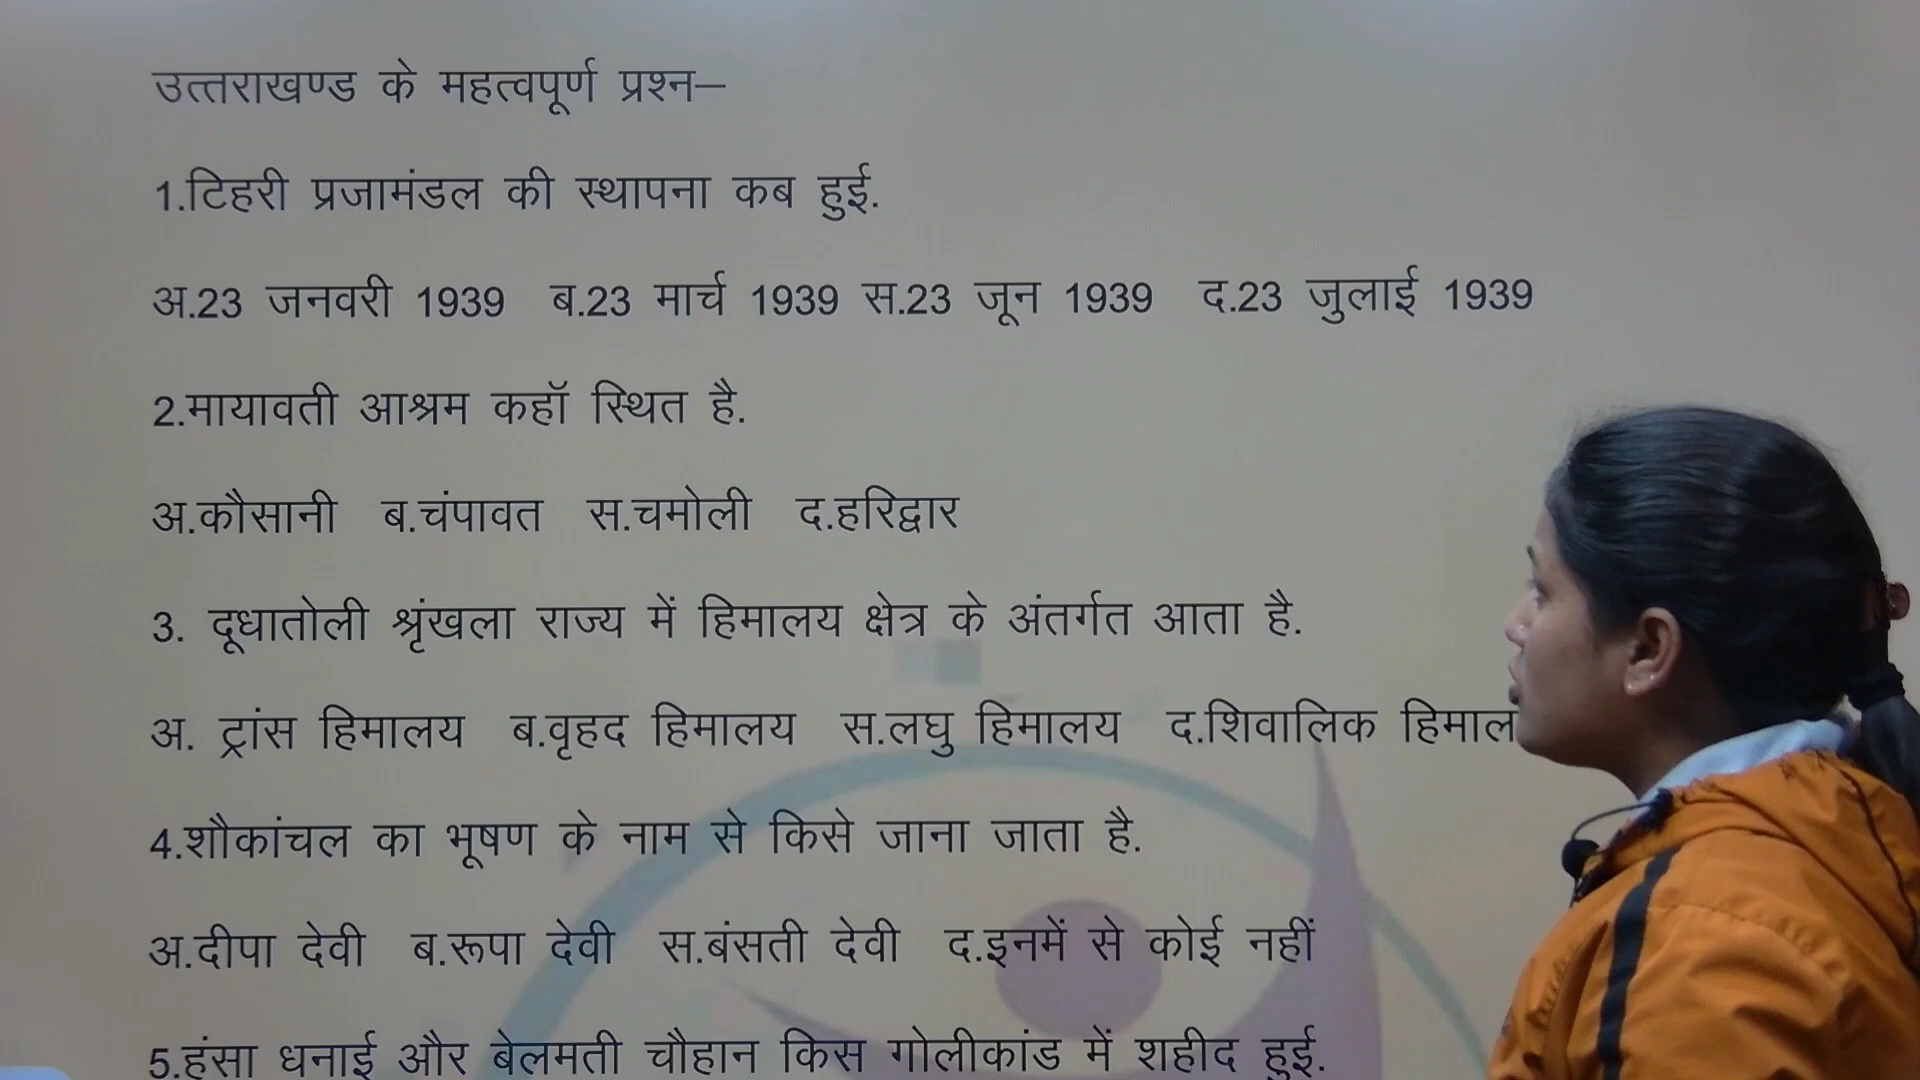 उत्तराखण्ड के महत्वपूर्ण प्रश्न–
1.टिहरी प्रजामंडल की स्थापना कब हुई.
अ.23 जनवरी 1939 ब.23 मार्च 1939 स.23 जून 1939 द.23 जुलाई 1939
2.मायावती आश्रम कहॉ स्थित है.
अ.कौसानी ब.चंपावत स.चमोली द.हरिद्वार
3. दूधातोली श्रृंखला राज्य में हिमालय क्षेत्र के अंतर्गत आता है.
अ. ट्रांस हिमालय ब.वृहद हिमालय स.लघु हिमालय द.शिवालिक हिमाल
4.शौकांचल का भूषण के नाम से किसे जाना जाता है.
अ.दीपा देवी ब.रूपा देवी स.बंसती देवी द.इनमें से कोई नहीं
5.हंसा धनाई और बेलमती चौहान किस गोलीकांड में शहीद हुई.